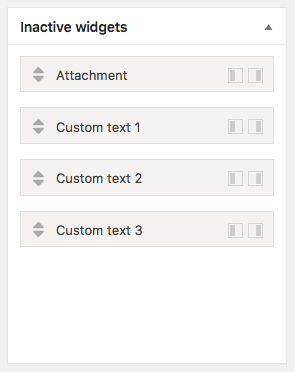 Inactive widgets
Attachment
Custom text 1
Custom text 2
Custom text 3